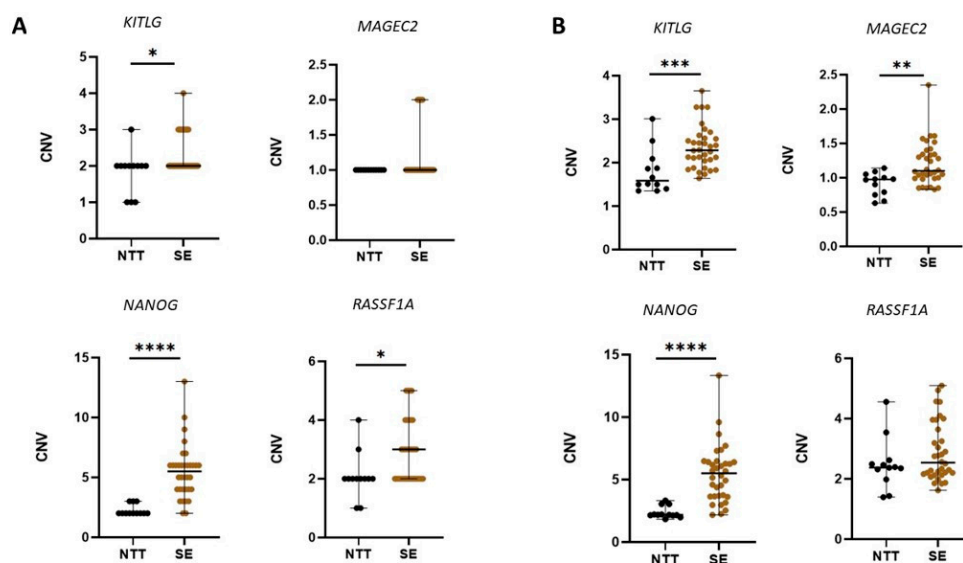 A
KITLG
*
5
4
3
2
1
0
CNV
NTT SE
MAGEC2
2.5
2.0
1.5
1.0
0.5
0.0
CNV
NTT SE
NANOG
****
15
10
5
0
CNV
NTT SE
RASSF1A
*
6
4
2
0
CNV
NTT SE
B
KITLG
***
4
3
2
1
0
CNV
NTT SE
MAGEC2
**
2.5
2.0
1.5
1.0
0.5
0.0
CNV
NTT SE
NANOG
****
15
10
5
0
CNV
NTT SE
RASSF1A
6
4
2
0
CNV
NTT SE